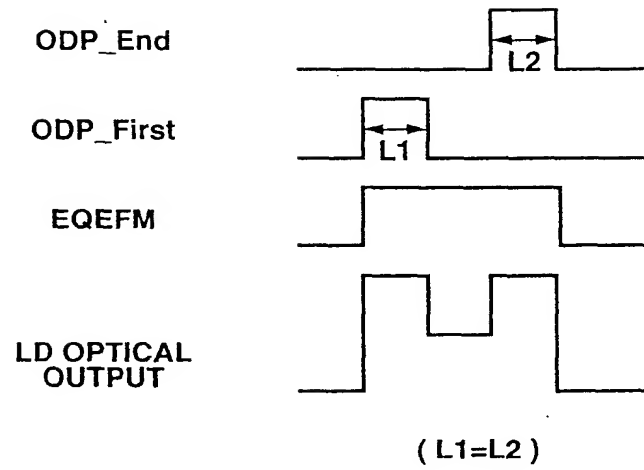 ODP_End
L2
ODP_First
L1
EQEFM
LD OPTICAL
OUTPUT
( L1=L2 )